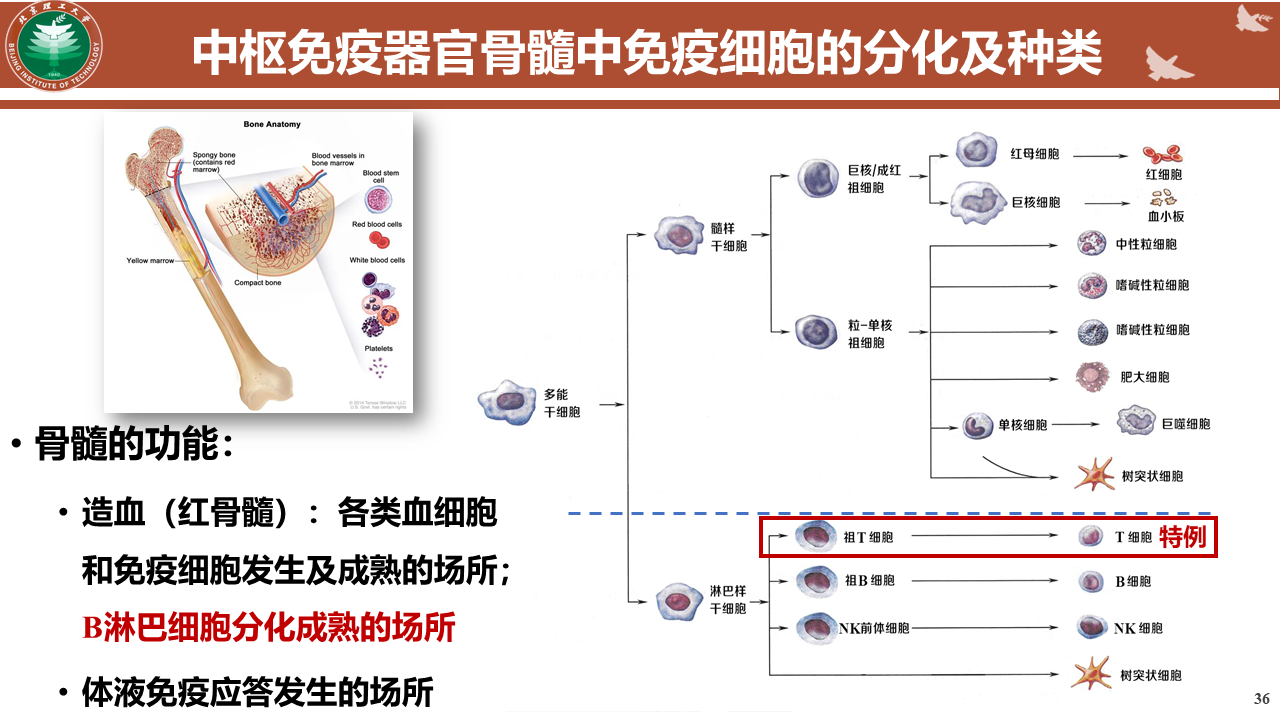 北京理工大学
BEIJING INSTITUTE OF TECHNOLOGY
1940
中枢免疫器官骨髓中免疫细胞的分化及种类
Bone Anatomy
Spongy bone
(contains red
marrow)
Blood vessels in
bone marrow
Blood stem
cell
Red blood cells
White blood cells
Yellow marrow
Compact bone
Platelets
© 2014 Terese Winslow LLC
U.S. Govt. has certain rights
多能
干细胞
髓样
干细胞
巨核/成红
祖细胞
红母细胞
红细胞
巨核细胞
血小板
粒-单核
祖细胞
中性粒细胞
嗜碱性粒细胞
嗜碱性粒细胞
肥大细胞
单核细胞
巨噬细胞
树突状细胞
淋巴样
干细胞
祖T细胞
T细胞
特例
祖B细胞
B细胞
NK前体细胞
NK细胞
树突状细胞
• 骨髓的功能：
• 造血（红骨髓）：各类血细胞
和免疫细胞发生及成熟的场所；
B淋巴细胞分化成熟的场所
• 体液免疫应答发生的场所
36